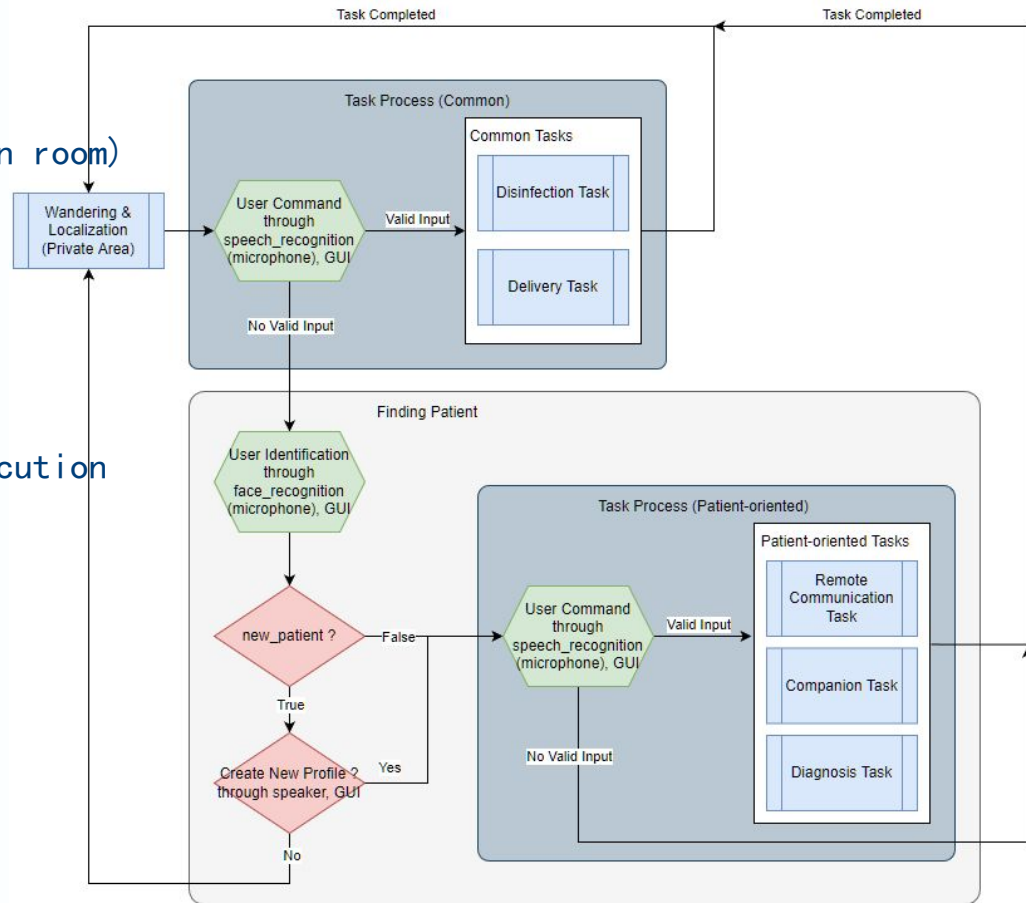 Task Completed
Task Completed
Task Process (Common)
n room)
Common Tasks
Wandering &
Localization
(Private Area)
User Command
through
speech_recognition
(microphone), GUI
Valid Input
Disinfection Task
Delivery Task
No Valid Input
Finding Patient
cution
User Identification
through
face_recognition
(microphone), GUI
Task Process (Patient-oriented)
Patient-oriented Tasks
Remote
Communication
Task
new_patient ?
False
User Command
through
speech_recognition
(microphone), GUI
Valid Input
Companion Task
True
No Valid Input
Create New Profile ?
through speaker, GUI
Yes
Diagnosis Task
No